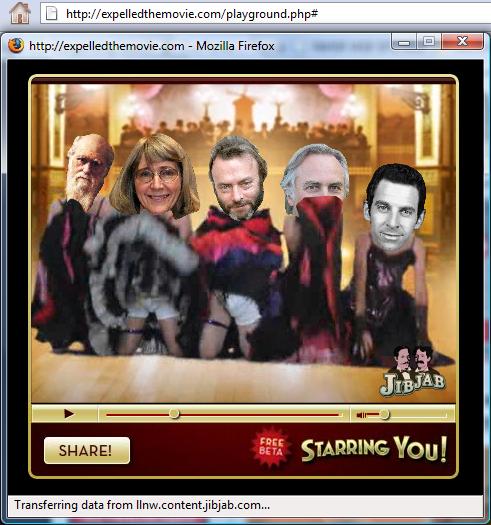 http://expelledthemovie.com/playground.php#
http://expelledthemovie.com - Mozilla Firefox
JIBJAB
SHARE!
FREE
BETA
STARRING YOU!
Transferring data from llnw.content.jibjab.com...